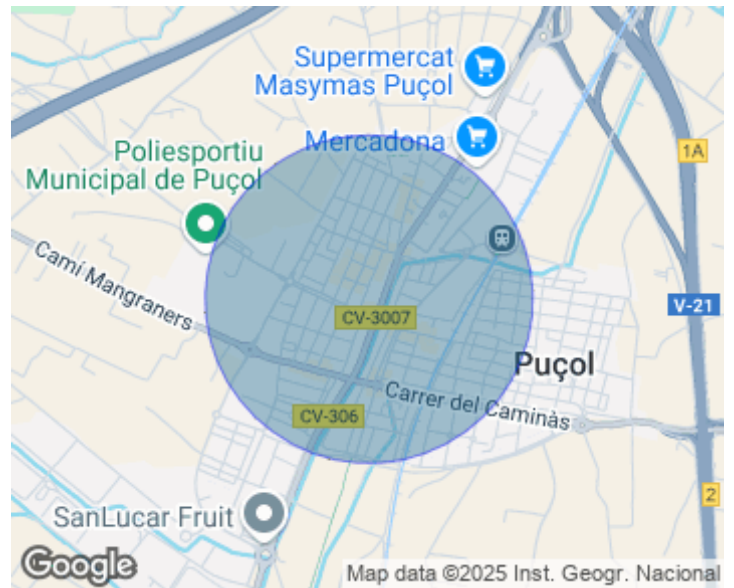 Supermercat
Masymas Puçol
Mercadona
Poliesportiu
Municipal de Puçol
1A
Camí Mangraners
V-21
CV-3007
Puçol
Carrer del Caminàs
CV-306
2
SanLucar Fruit
Google
Map data ©2025 Inst. Geogr. Nacional